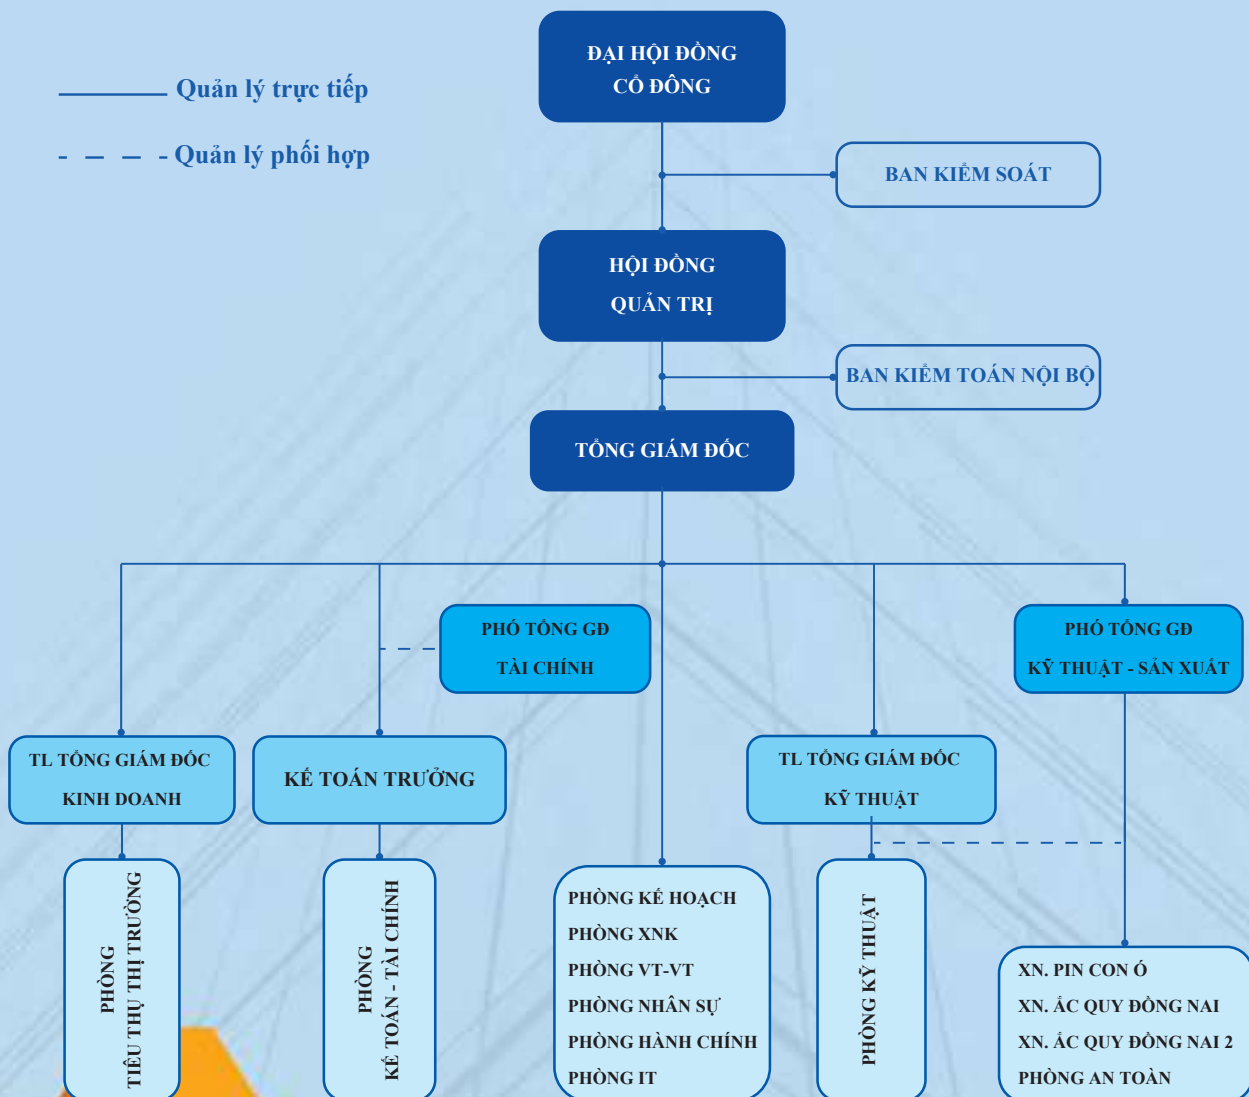 ĐẠI HỘI ĐỒNG
CỔ ĐÔNG
Quản lý trực tiếp
Quản lý phối hợp
BAN KIỂM SOÁT
HỘI ĐỒNG
QUẢN TRỊ
BAN KIỂM TOÁN NỘI BỘ
TỔNG GIÁM ĐỐC
PHÓ TỔNG GĐ
TÀI CHÍNH
PHÓ TỔNG GĐ
KỸ THUẬT - SẢN XUẤT
TL TỔNG GIÁM ĐỐC
KINH DOANH
KẾ TOÁN TRƯỞNG
TL TỔNG GIÁM ĐỐC
KỸ THUẬT
PHÒNG
TIÊU THỤ THỊ TRƯỜNG
PHÒNG
KẾ TOÁN - TÀI CHÍNH
PHÒNG KẾ HOẠCH
PHÒNG XNK
PHÒNG VT-VT
PHÒNG NHÂN SỰ
PHÒNG HÀNH CHÍNH
PHÒNG IT
PHÒNG KỸ THUẬT
XN. PIN CON Ó
XN. ẮC QUY ĐỒNG NAI
XN. ẮC QUY ĐỒNG NAI 2
PHÒNG AN TOÀN